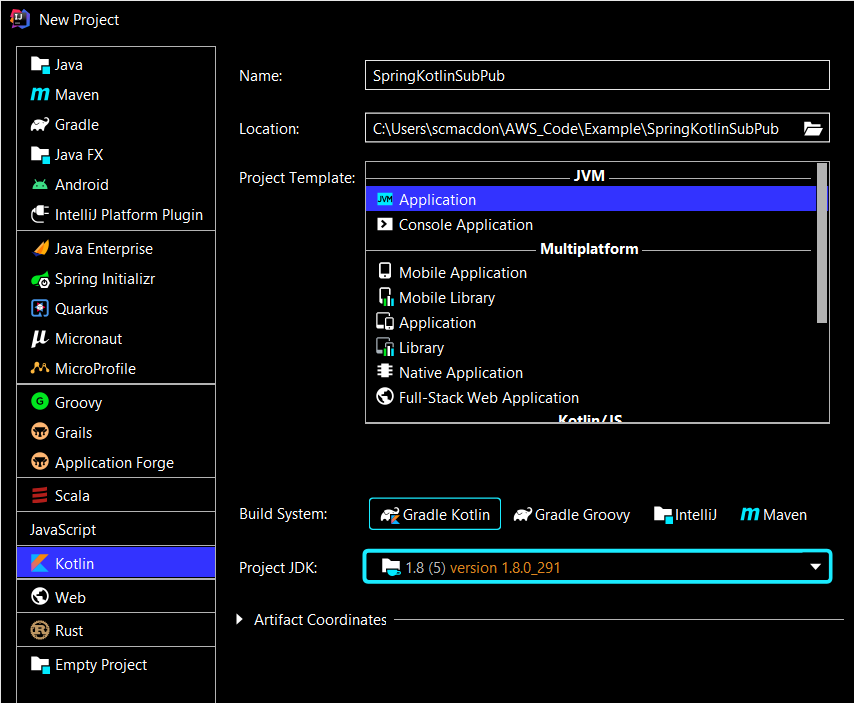 New Project
Java
Maven
Gradle
Java FX
Android
IntelliJ Platform Plugin
Java Enterprise
Spring Initializr
Quarkus
Micronaut
MicroProfile
Groovy
Grails
Application Forge
Scala
JavaScript
Kotlin
Web
Rust
Empty Project
Name:
SpringKotlinSubPub
Location:
C:\Users\scmacdon\AWS_Code\Example\SpringKotlinSubPub
Project Template:
JVM
Application
Console Application
Multiplatform
Mobile Application
Mobile Library
Application
Library
Native Application
Full-Stack Web Application
Kotlin/JS
Build System:
Gradle Kotlin
Gradle Groovy
IntelliJ
Maven
Project JDK:
1.8 (5) version 1.8.0_291
Artifact Coordinates